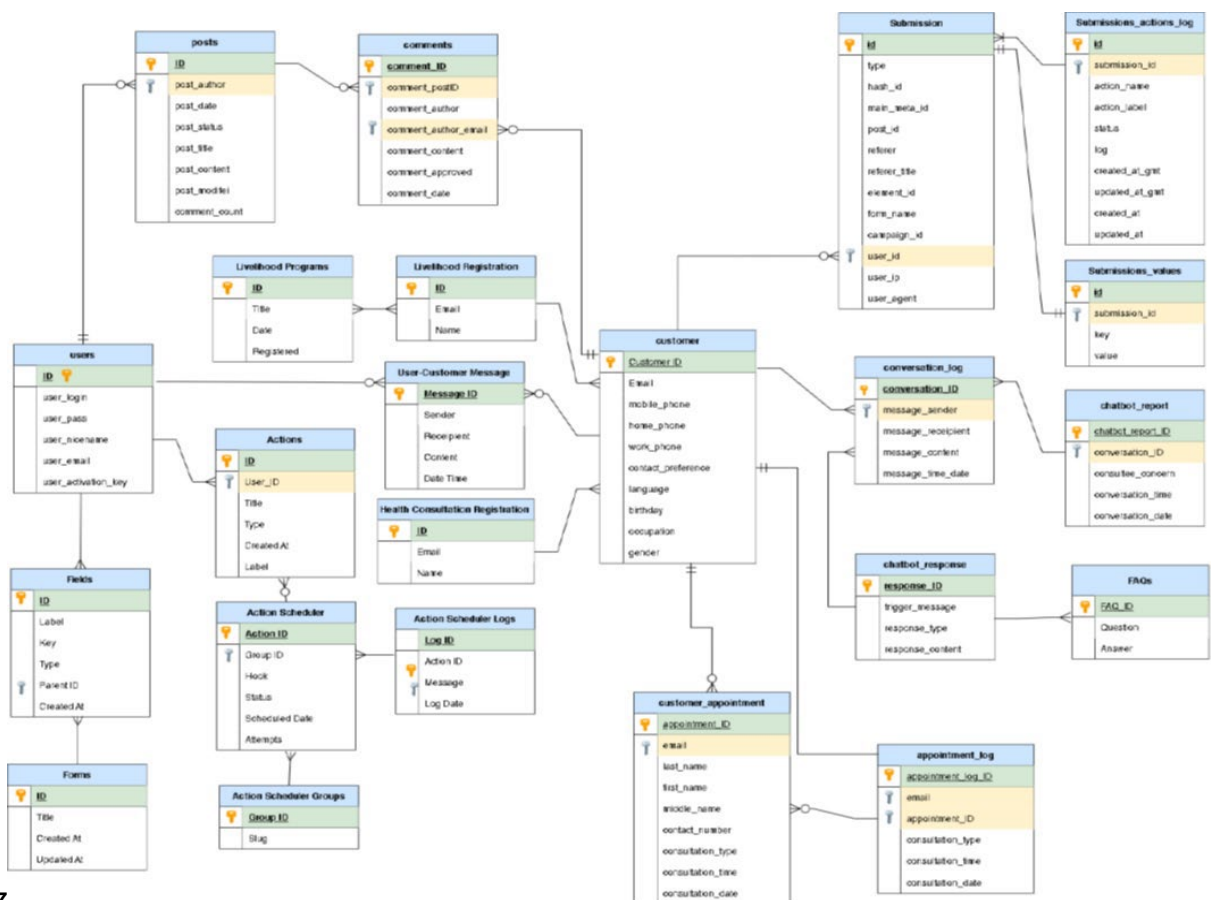 posts
ID
post_author
post_date
post_status
post_title
post_content
post_modifei
comment_count
comments
comment_ID
comment_postID
comment_author
comment_author_email
comment_content
comment_approved
comment_date
Submission
id
type
hash_id
main_meta_id
post_id
referer
referer_title
element_id
form_name
campaign_id
user_id
user_ip
user_agent
Submissions_actions_log
id
submission_id
action_name
action_label
status
log
created_at_gmt
updated_at_gmt
created_at
updated_at
Submissions_values
id
submission_id
key
value
Livelihood Programs
ID
Title
Date
Registered
Livelihood Registration
ID
Email
Name
users
ID
user_login
user_pass
user_nicename
user_email
user_activation_key
User-Customer Message
Message ID
Sender
Receipient
Content
Date Time
customer
Customer ID
Email
mobile_phone
home_phone
work_phone
contact_preference
language
birthday
occupation
gender
conversation_log
conversation_ID
message_sender
message_receipient
message_content
message_time_date
chatbot_report
chatbot_report_ID
conversation_ID
consultee_concern
conversation_time
conversation_date
Actions
ID
User_ID
Title
Type
Created At
Label
Health Consultation Registration
ID
Email
Name
chatbot_response
response_ID
trigger_message
response_type
response_content
FAQs
FAQ_ID
Question
Answer
Fields
ID
Label
Key
Type
Parent ID
Created At
Action Scheduler
Action ID
Group ID
Hook
Status
Scheduled Date
Attempts
Action Scheduler Logs
Log ID
Action ID
Message
Log Date
customer_appointment
appointment_ID
email
last_name
first_name
middle_name
contact_number
consultation_type
consultation_time
consultation_date
appointment_log
appointment_log_ID
email
appointment_ID
consultation_type
consultation_time
consultation_date
Forms
ID
Title
Created At
Updated At
Action Scheduler Groups
Group ID
Slug